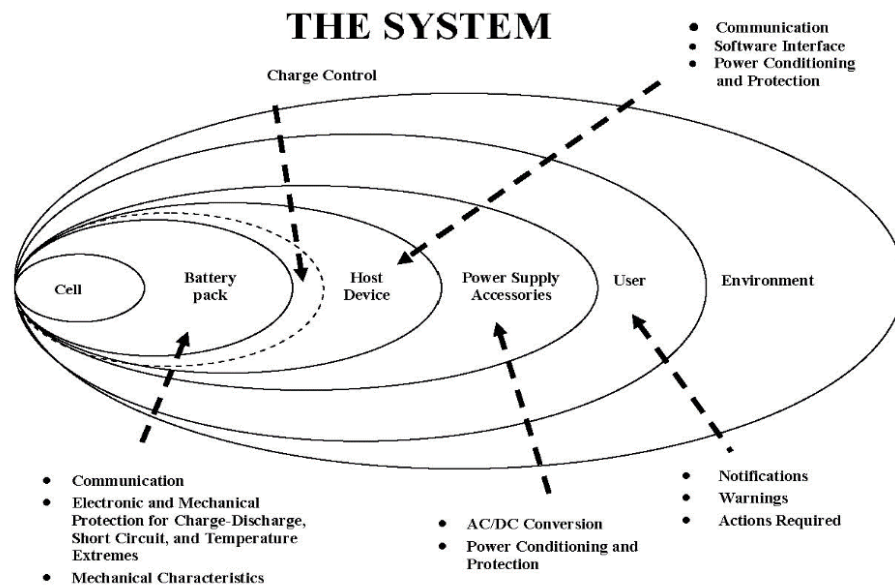 THE SYSTEM
Charge Control
● Communication
● Software Interface
● Power Conditioning
and Protection
Cell
Battery
pack
Host
Device
Power Supply
Accessories
User
Environment
● Communication
● Electronic and Mechanical
Protection for Charge-Discharge,
Short Circuit, and Temperature
Extremes
● Mechanical Characteristics
● AC/DC Conversion
● Power Conditioning and
Protection
● Notifications
● Warnings
● Actions Required